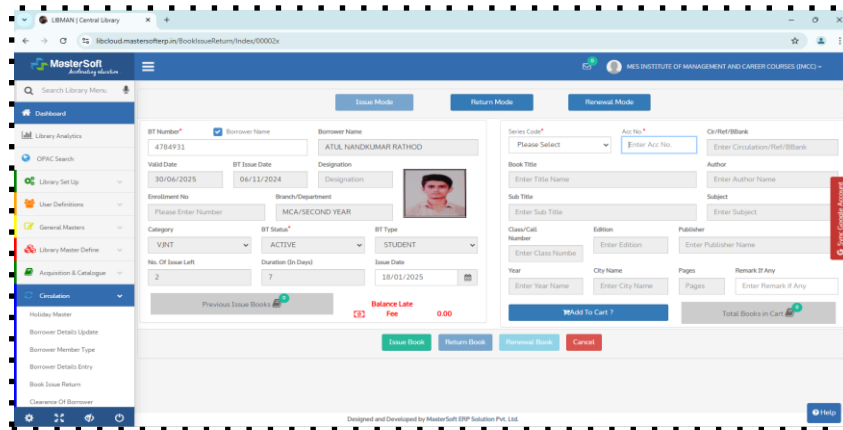 LIBMAN | Central Library
libcloud.mastersofterp.in/BookIssueReturn/Index/00002x
MasterSoft
Accelerating education
0
MES INSTITUTE OF MANAGEMENT AND CAREER COURSES (IMCC)
Search Library Menu
Dashboard
Library Analytics
OPAC Search
Library Set Up
User Definitions
General Masters
Library Master Define
Acquisition & Catalogue
Circulation
Holiday Master
Borrower Details Update
Borrower Member Type
Borrower Details Entry
Book Issue Return
Clearence Of Borrower
Issue Mode Return Mode Renewal Mode
BT Number* Borrower Name Borrower Name
4784931 ATUL NANDKUMAR RATHOD
Valid Date BT Issue Date Designation
30/06/2025 06/11/2024 Designation
Enrollment No Branch/Department
Please Enter Number MCA/SECOND YEAR
Category BT Status* BT Type
VJNT ACTIVE STUDENT
No. Of Issue Left Duration (In Days) Issue Date
2 7 18/01/2025
Previous Issue Books 0
Balance Late
Fee 0.00
Series Code* Acc No.* Cir/Ref/BBank
Please Select Enter Acc No. Enter Circulation/Ref/BBank
Book Title Author
Enter Title Name Enter Author Name
Sub Title Subject
Enter Sub Title Enter Subject
Class/Call
Number Edition Publisher
Enter Class Numbe Enter Edition Enter Publisher Name
Year City Name Pages Remark If Any
Enter Year Name Enter City Name Pages Enter Remark If Any
Add To Cart ? Total Books in Cart 0
Issue Book Return Book Renewal Book Cancel
Sync Google Account
Help
Designed and Developed by MasterSoft ERP Solution Pvt. Ltd.